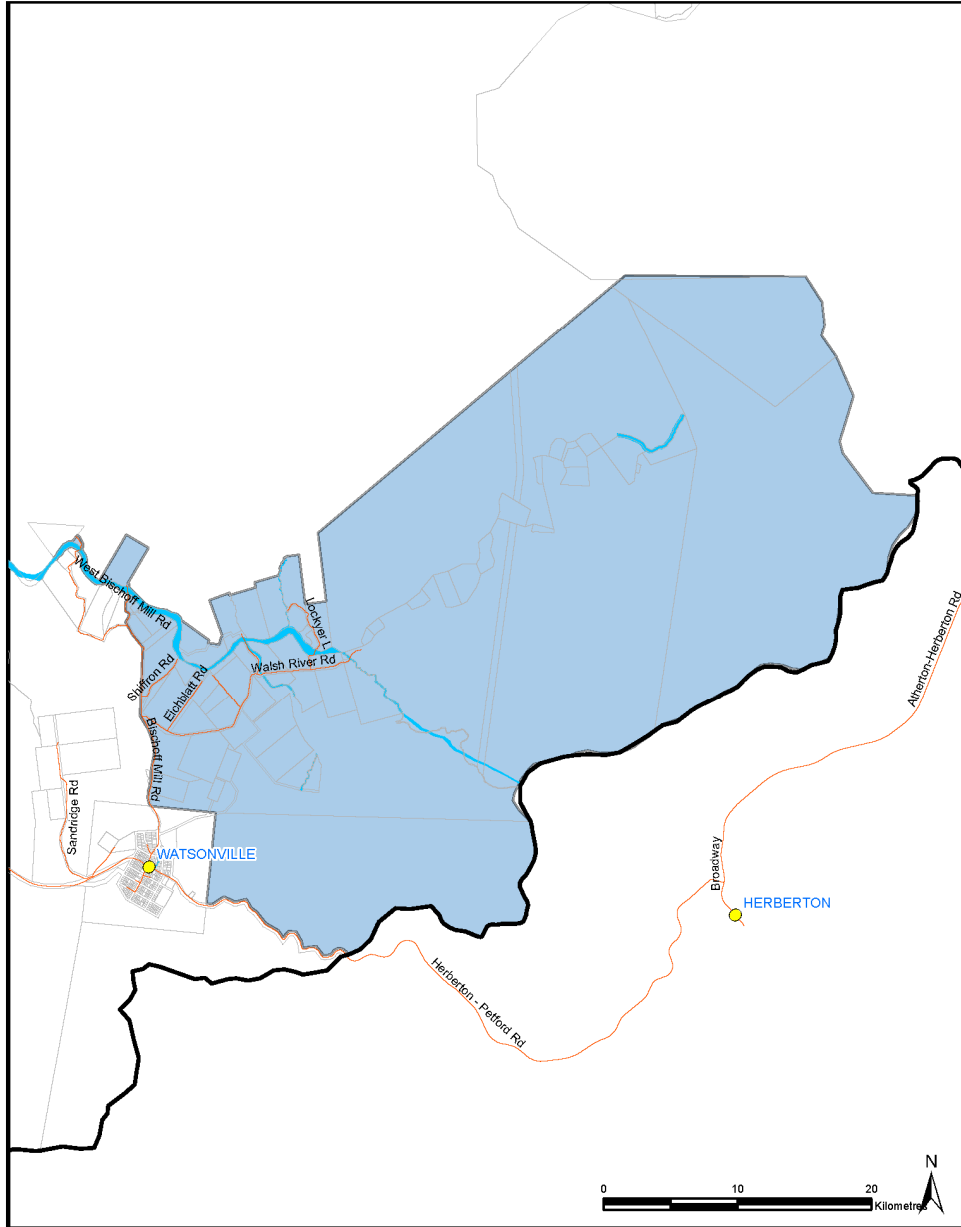 West Bischoff Mill Rd
Lockyer L
Walsh River Rd
Shiffron Rd
Eichblatt Rd
Bischoff Mill Rd
Atherton-Herberton Rd
Sandridge Rd
WATSONVILLE
Broadway
HERBERTON
Herberton - Petford Rd
N
0 10 20
Kilometres